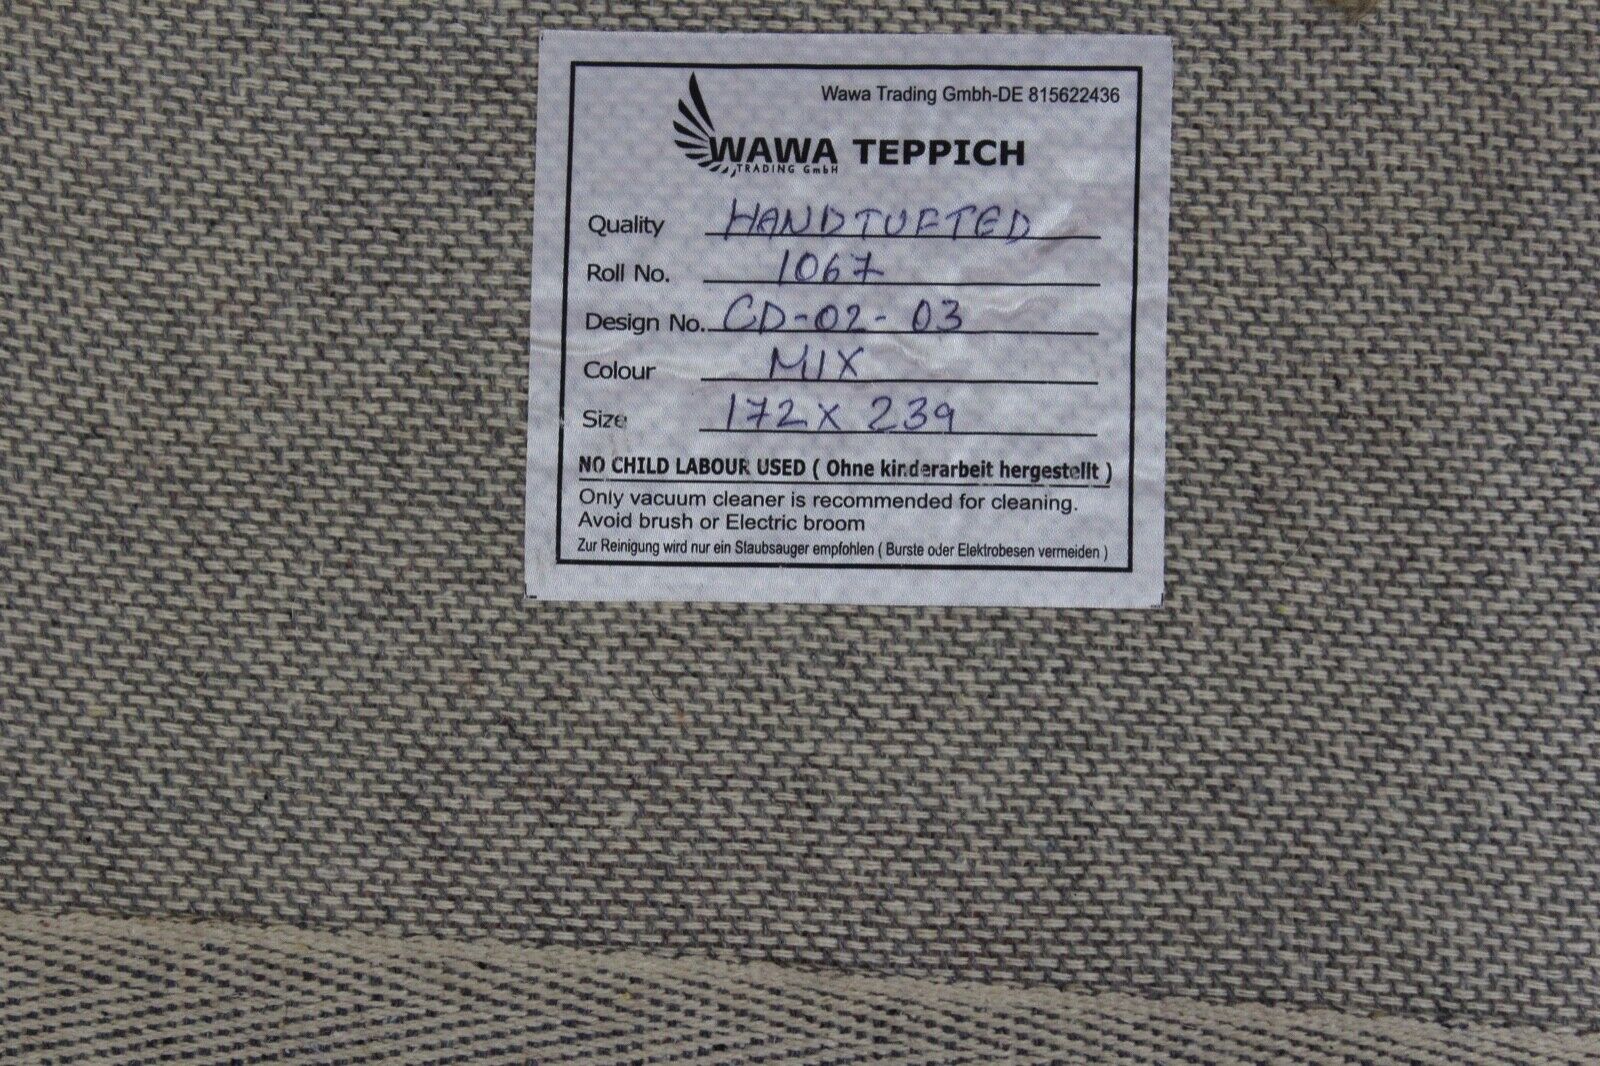 Wawa Trading Gmbh-DE 815622436
WAWA TEPPICH
TRADING GmbH
Quality HANDTUFTED
Roll No. 1067
Design No. CD-02-03
Colour MIX
Size 172 x 239
NO CHILD LABOUR USED ( Ohne kinderarbeit hergestellt )
Only vacuum cleaner is recommended for cleaning.
Avoid brush or Electric broom
Zur Reinigung wird nur ein Staubsauger empfohlen ( Burste oder Elektrobesen vermeiden )